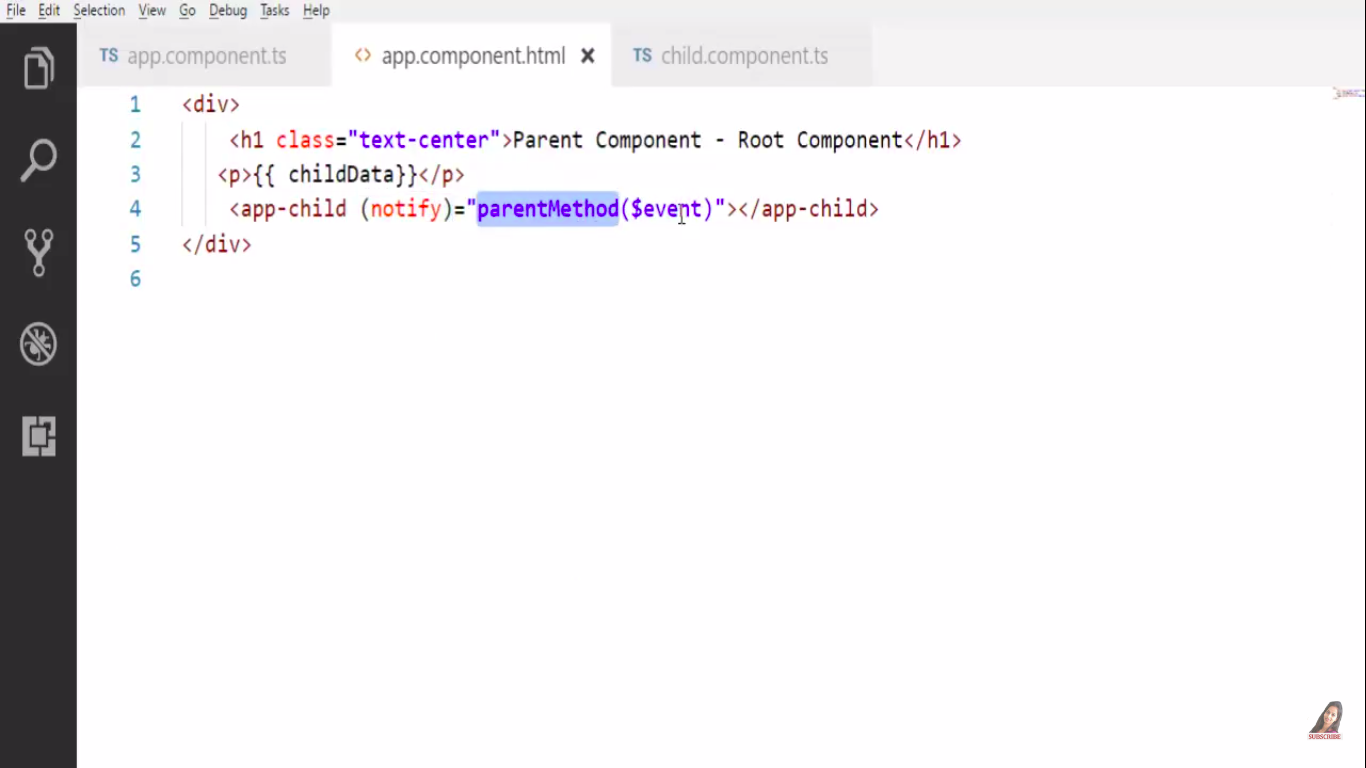 File Edit Selection View Go Debug Tasks Help
TS app.component.ts <> app.component.html × TS child.component.ts
1 <div>
2 <h1 class="text-center">Parent Component - Root Component</h1>
3 <p>{{ childData}}</p>
4 <app-child (notify)="parentMethod($event)"></app-child>
5 </div>
6
SUBSCRIBE